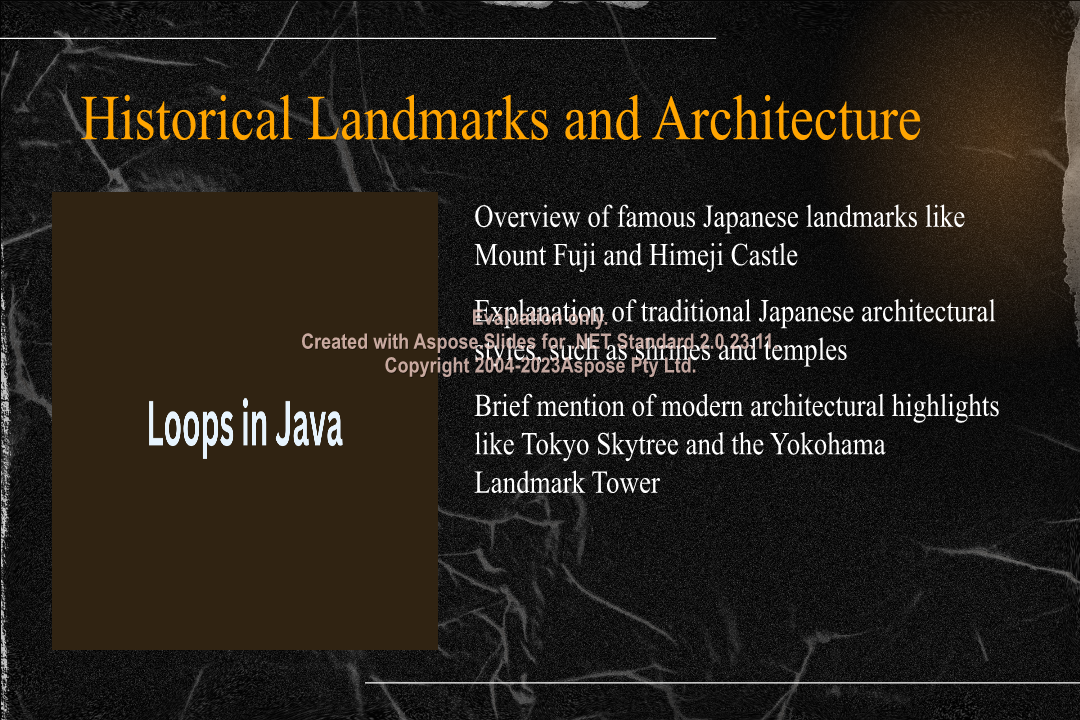 Historical Landmarks and Architecture
Loops in Java
Overview of famous Japanese landmarks like
Mount Fuji and Himeji Castle
Explanation of traditional Japanese architectural
styles, such as shrines and temples
Brief mention of modern architectural highlights
like Tokyo Skytree and the Yokohama
Landmark Tower
Evaluation only.
Created with Aspose.Slides for .NET Standard 2.0 23.11.
Copyright 2004-2023Aspose Pty Ltd.